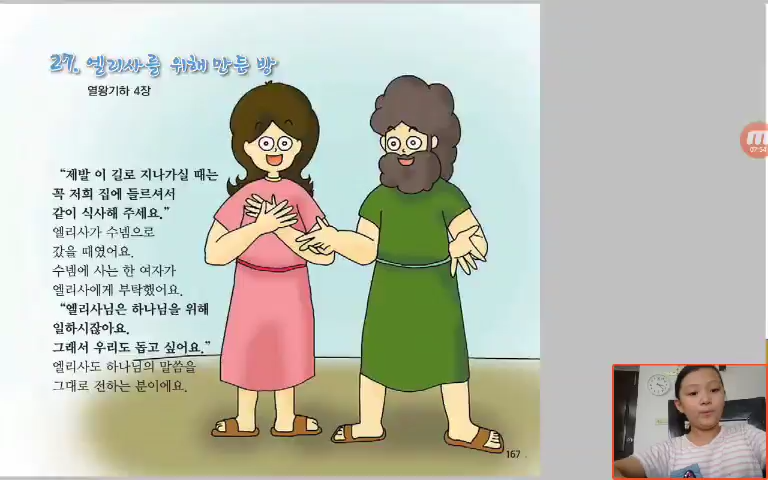 27. 엘리사를 위해 만든 방
열왕기하 4장
“제발 이 길로 지나가실 때는
꼭 저희 집에 들르셔서
같이 식사해 주세요.”
엘리사가 수넴으로
갔을 때였어요.
수넴에 사는 한 여자가
엘리사에게 부탁했어요.
“엘리사님은 하나님을 위해
일하시잖아요.
그래서 우리도 돕고 싶어요.”
엘리사도 하나님의 말씀을
그대로 전하는 분이에요.
167
07:54